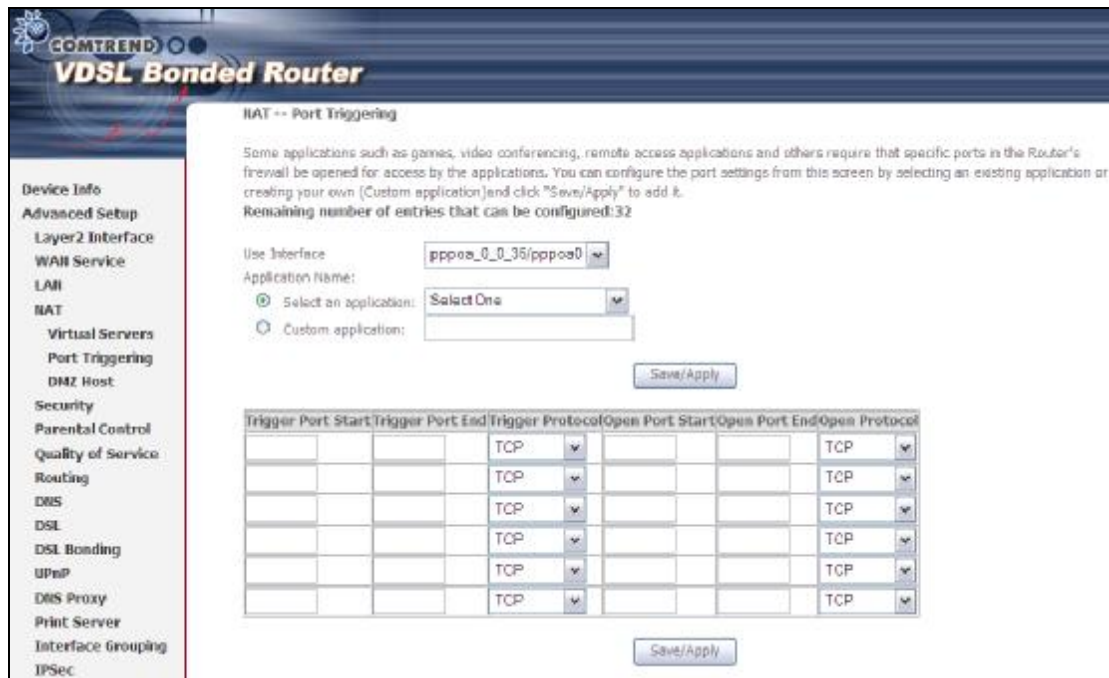 COMTREND
VDSL Bonded Router
NAT -- Port Triggering
Some applications such as games, video conferencing, remote access applications and others require that specific ports in the Router's
firewall be opened for access by the applications. You can configure the port settings from this screen by selecting an existing application or
creating your own (Custom application)and click "Save/Apply" to add it.
Remaining number of entries that can be configured:32
Use Interface pppoa_0_0_35/pppoa0
Application Name:
Select an application: Select One
Custom application:
Save/Apply
Trigger Port Start Trigger Port End Trigger Protocol Open Port Start Open Port End Open Protocol
TCP TCP
TCP TCP
TCP TCP
TCP TCP
TCP TCP
TCP TCP
Save/Apply
Device Info
Advanced Setup
Layer2 Interface
WAN Service
LAN
NAT
Virtual Servers
Port Triggering
DMZ Host
Security
Parental Control
Quality of Service
Routing
DNS
DSL
DSL Bonding
UPnP
DNS Proxy
Print Server
Interface Grouping
IPSec